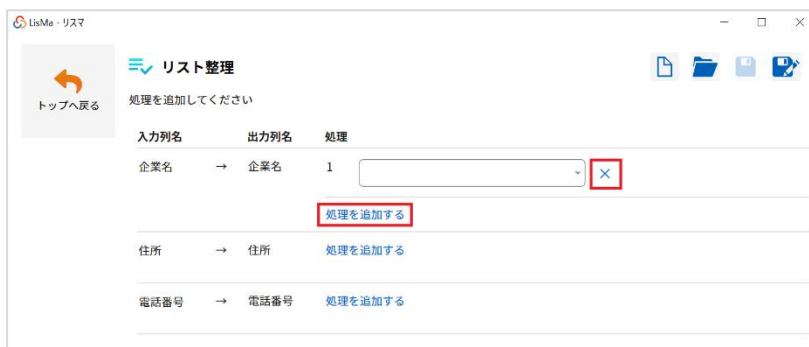 LisMa - リスマ
トップへ戻る
リスト整理
処理を追加してください
入力列名 出力列名 処理
企業名 → 企業名 1
処理を追加する
住所 → 住所 処理を追加する
電話番号 → 電話番号 処理を追加する